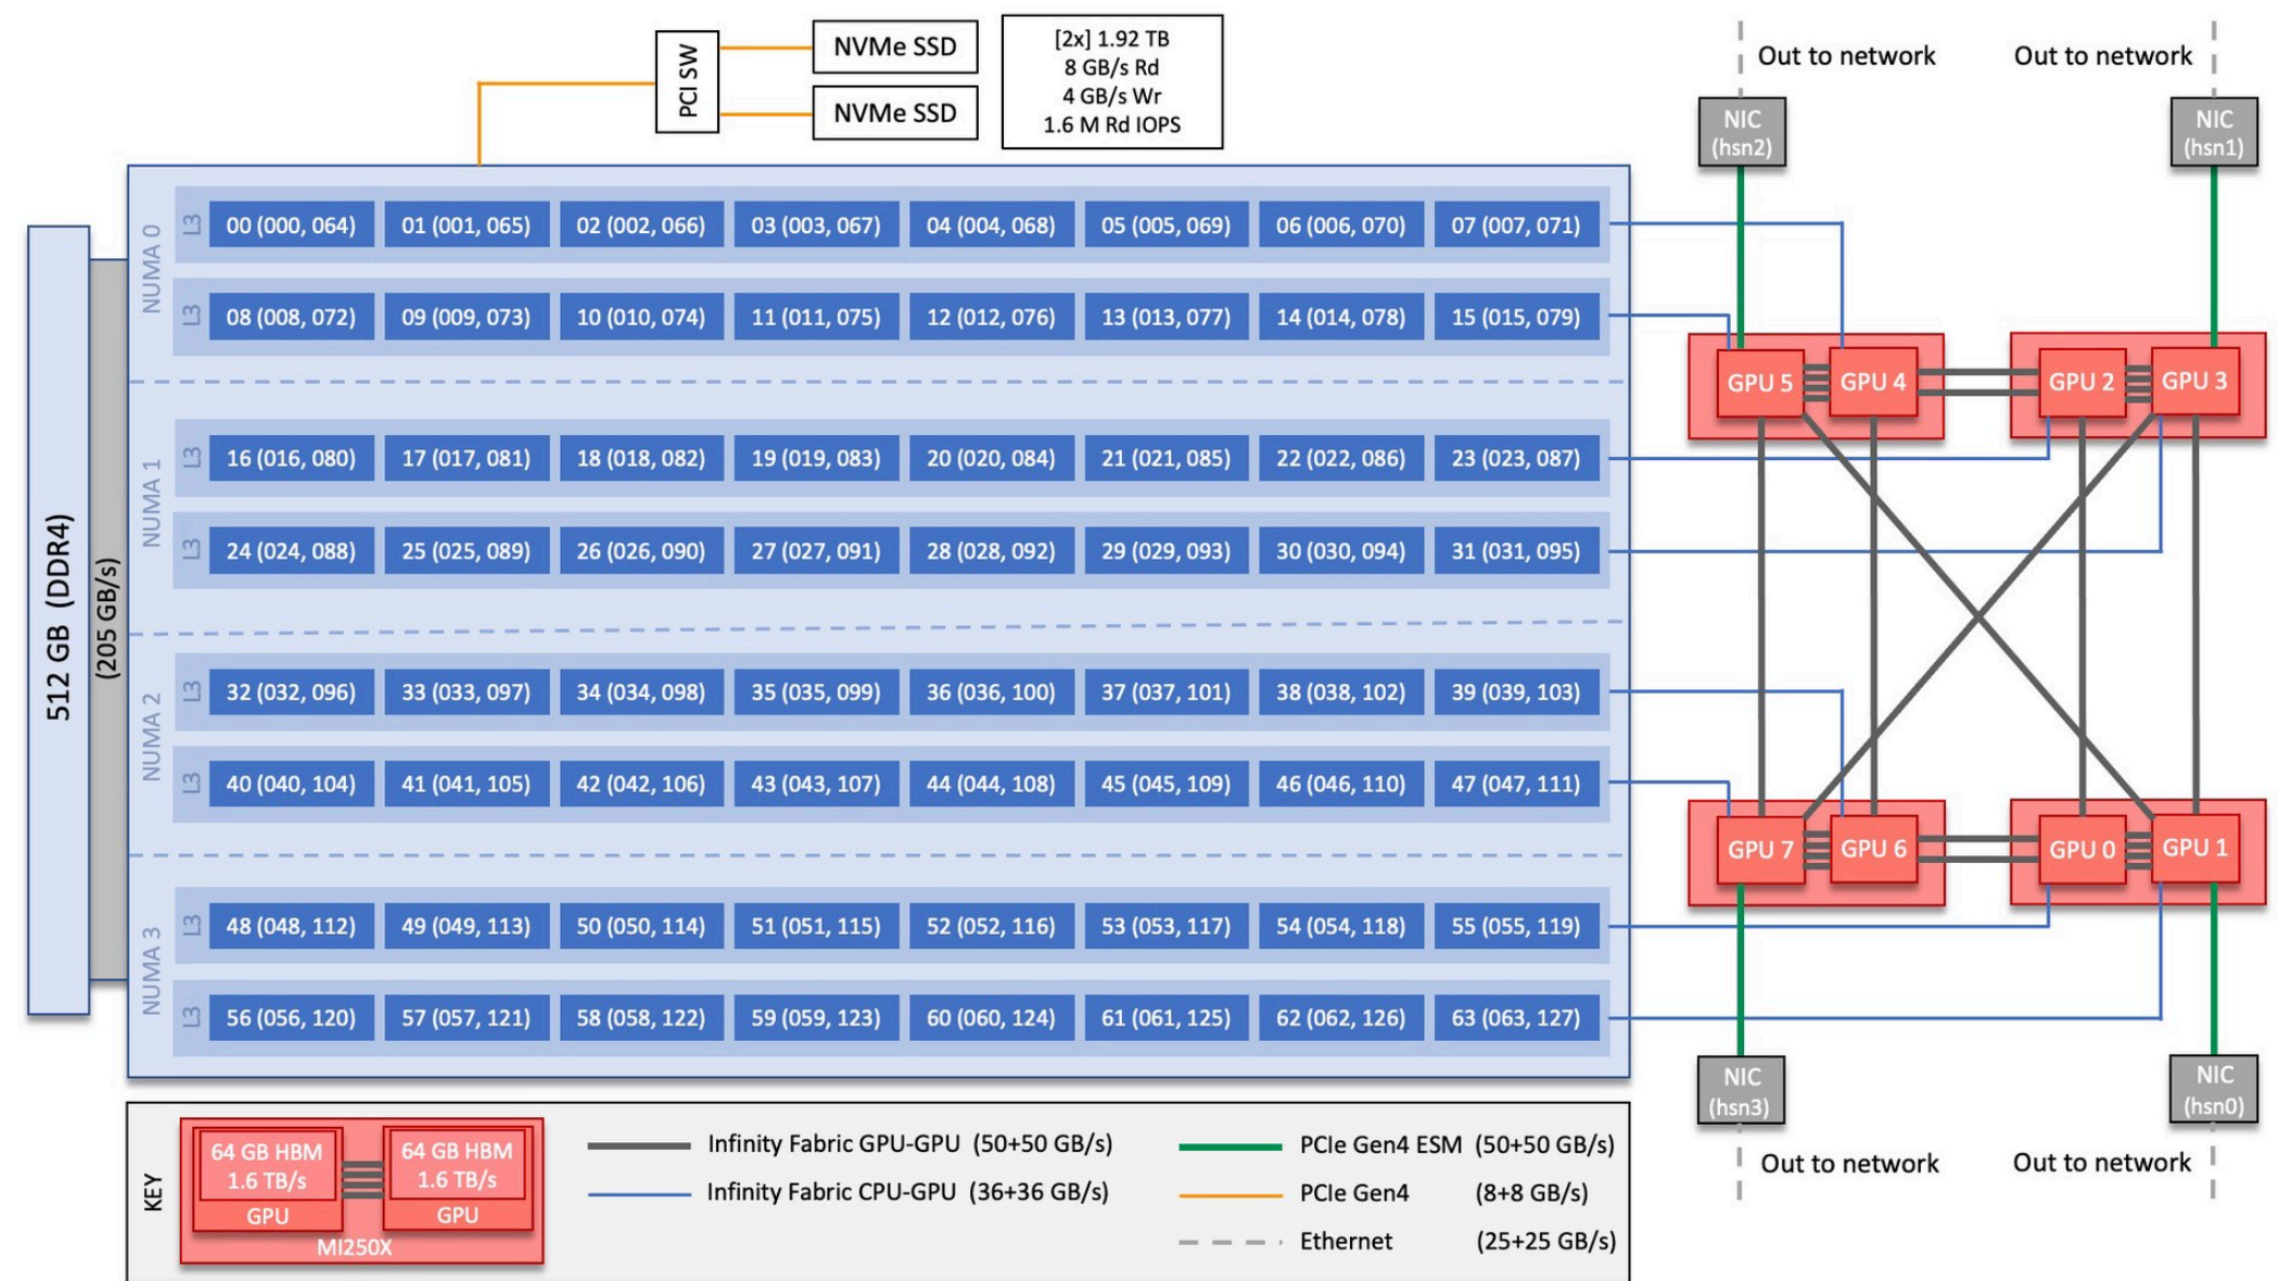 PCI SW
NVMe SSD
NVMe SSD
[2x] 1.92 TB
8 GB/s Rd
4 GB/s Wr
1.6 M Rd IOPS
Out to network
Out to network
NIC
(hsn2)
NIC
(hsn1)
512 GB (DDR4)
(205 GB/s)
NUMA 0
L3
00 (000, 064) 01 (001, 065) 02 (002, 066) 03 (003, 067) 04 (004, 068) 05 (005, 069) 06 (006, 070) 07 (007, 071)
L3
08 (008, 072) 09 (009, 073) 10 (010, 074) 11 (011, 075) 12 (012, 076) 13 (013, 077) 14 (014, 078) 15 (015, 079)
NUMA 1
L3
16 (016, 080) 17 (017, 081) 18 (018, 082) 19 (019, 083) 20 (020, 084) 21 (021, 085) 22 (022, 086) 23 (023, 087)
L3
24 (024, 088) 25 (025, 089) 26 (026, 090) 27 (027, 091) 28 (028, 092) 29 (029, 093) 30 (030, 094) 31 (031, 095)
NUMA 2
L3
32 (032, 096) 33 (033, 097) 34 (034, 098) 35 (035, 099) 36 (036, 100) 37 (037, 101) 38 (038, 102) 39 (039, 103)
L3
40 (040, 104) 41 (041, 105) 42 (042, 106) 43 (043, 107) 44 (044, 108) 45 (045, 109) 46 (046, 110) 47 (047, 111)
NUMA 3
L3
48 (048, 112) 49 (049, 113) 50 (050, 114) 51 (051, 115) 52 (052, 116) 53 (053, 117) 54 (054, 118) 55 (055, 119)
L3
56 (056, 120) 57 (057, 121) 58 (058, 122) 59 (059, 123) 60 (060, 124) 61 (061, 125) 62 (062, 126) 63 (063, 127)
GPU 5 GPU 4 GPU 2 GPU 3
GPU 7 GPU 6 GPU 0 GPU 1
NIC
(hsn3)
NIC
(hsn0)
Out to network
Out to network
KEY
64 GB HBM
1.6 TB/s
GPU
64 GB HBM
1.6 TB/s
GPU
MI250X
Infinity Fabric GPU-GPU (50+50 GB/s)
Infinity Fabric CPU-GPU (36+36 GB/s)
PCIe Gen4 ESM (50+50 GB/s)
PCIe Gen4 (8+8 GB/s)
Ethernet (25+25 GB/s)